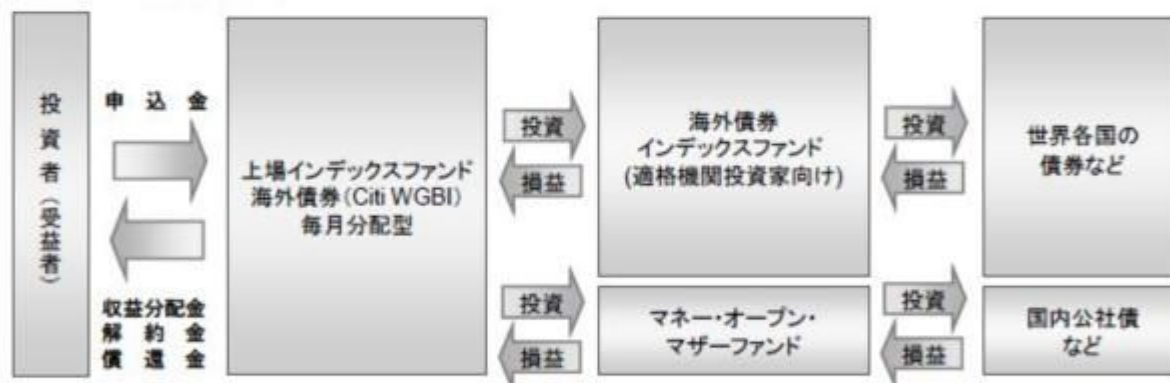 投資者(受益者)
申込金
収益分配金
解約金
償還金
上場インデックスファンド
海外債券(Citi WGBI)
毎月分配型
投資
損益
投資
損益
海外債券
インデックスファンド
(適格機関投資家向け)
マネー・オープン・
マザーファンド
投資
損益
投資
損益
世界各国の
債券など
国内公社債
など